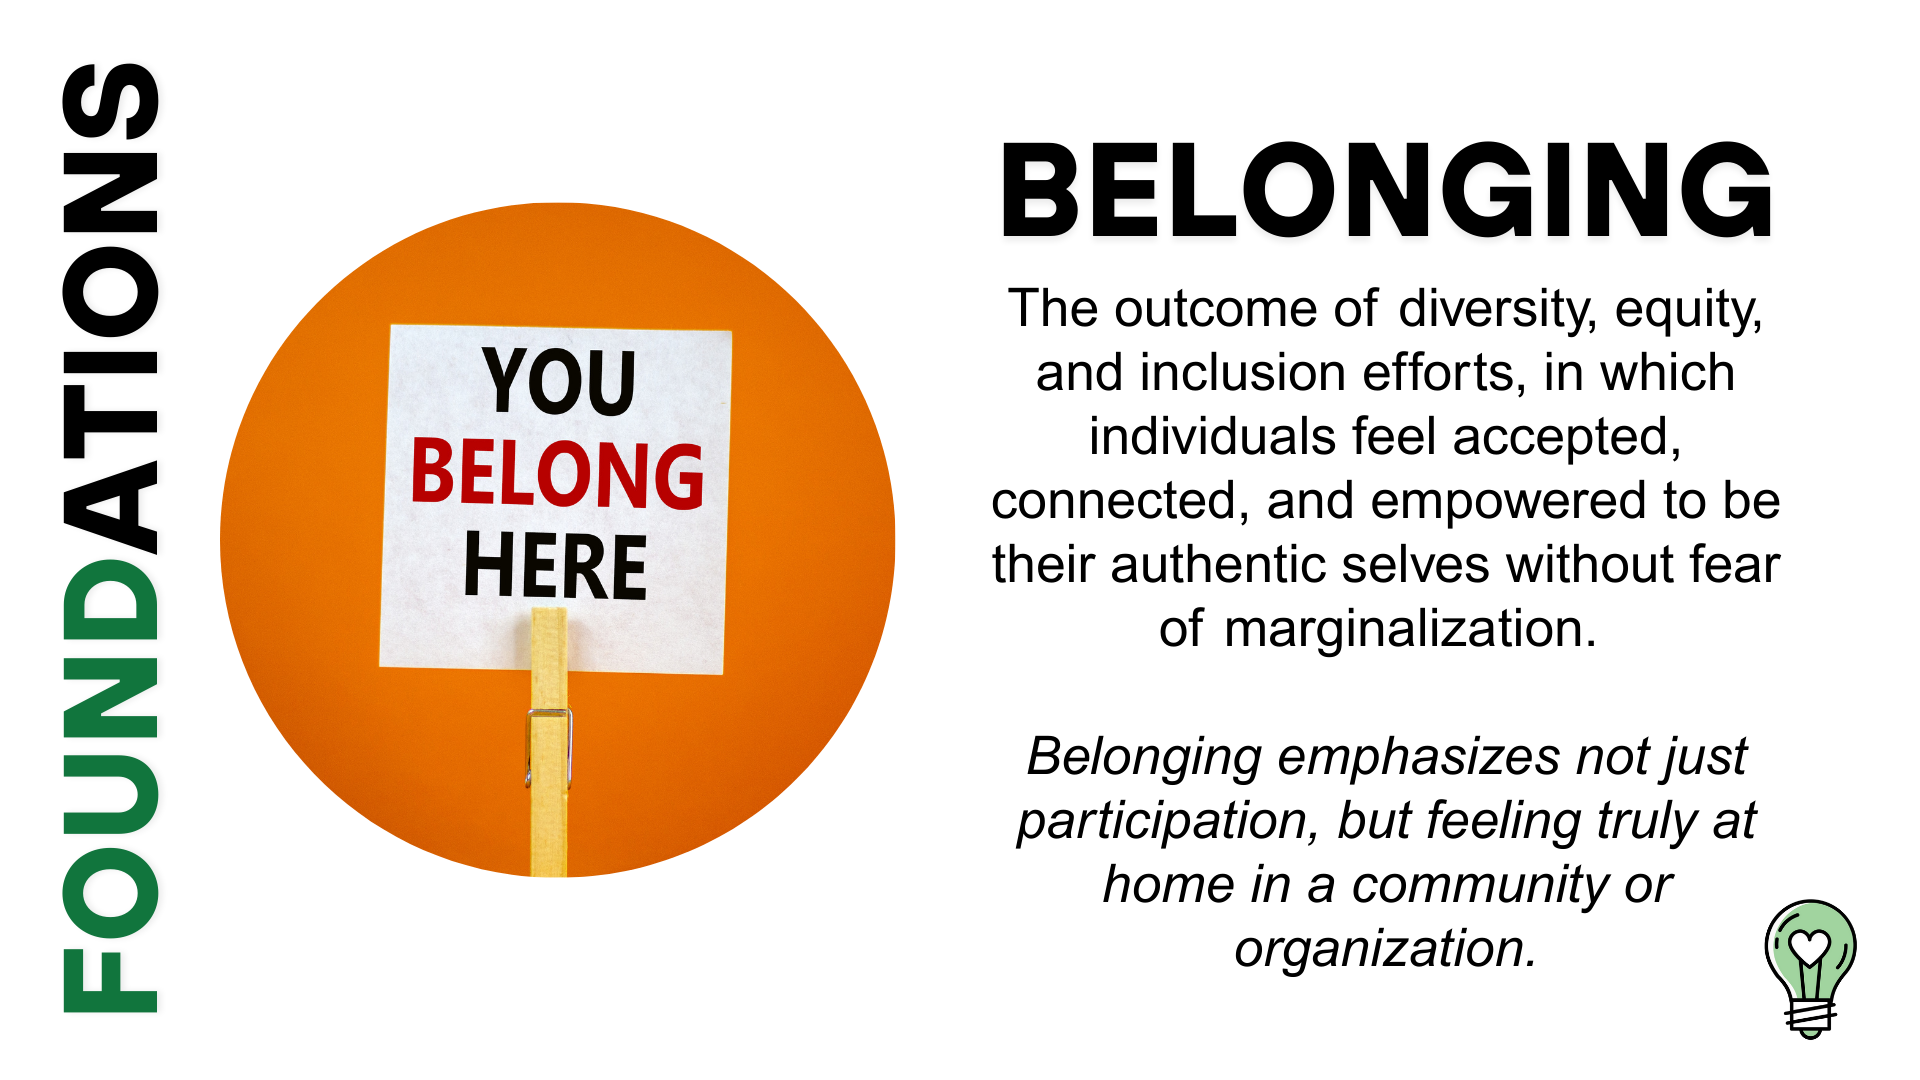 FOUNDATIONS
YOU
BELONG
HERE
BELONGING
The outcome of diversity, equity,
and inclusion efforts, in which
individuals feel accepted,
connected, and empowered to be
their authentic selves without fear
of marginalization.
Belonging emphasizes not just
participation, but feeling truly at
home in a community or
organization.